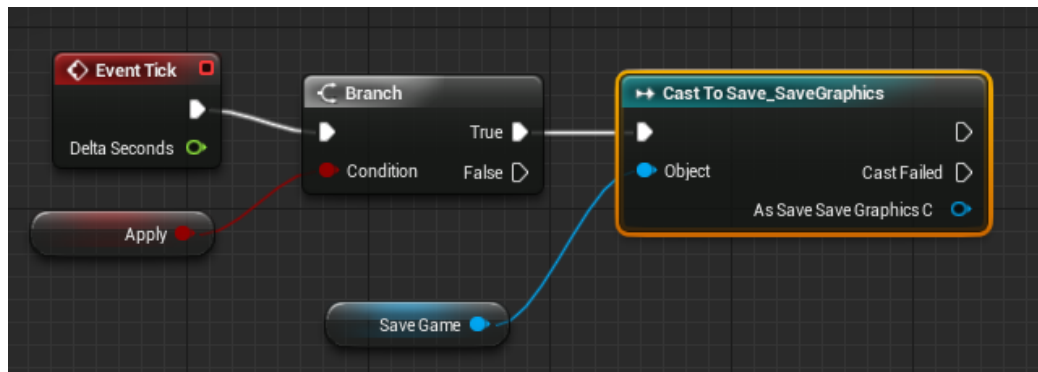 Event Tick
Delta Seconds
Apply
Branch
True
Condition
False
Save Game
Cast To Save_SaveGraphics
Object
Cast Failed
As Save Save Graphics C